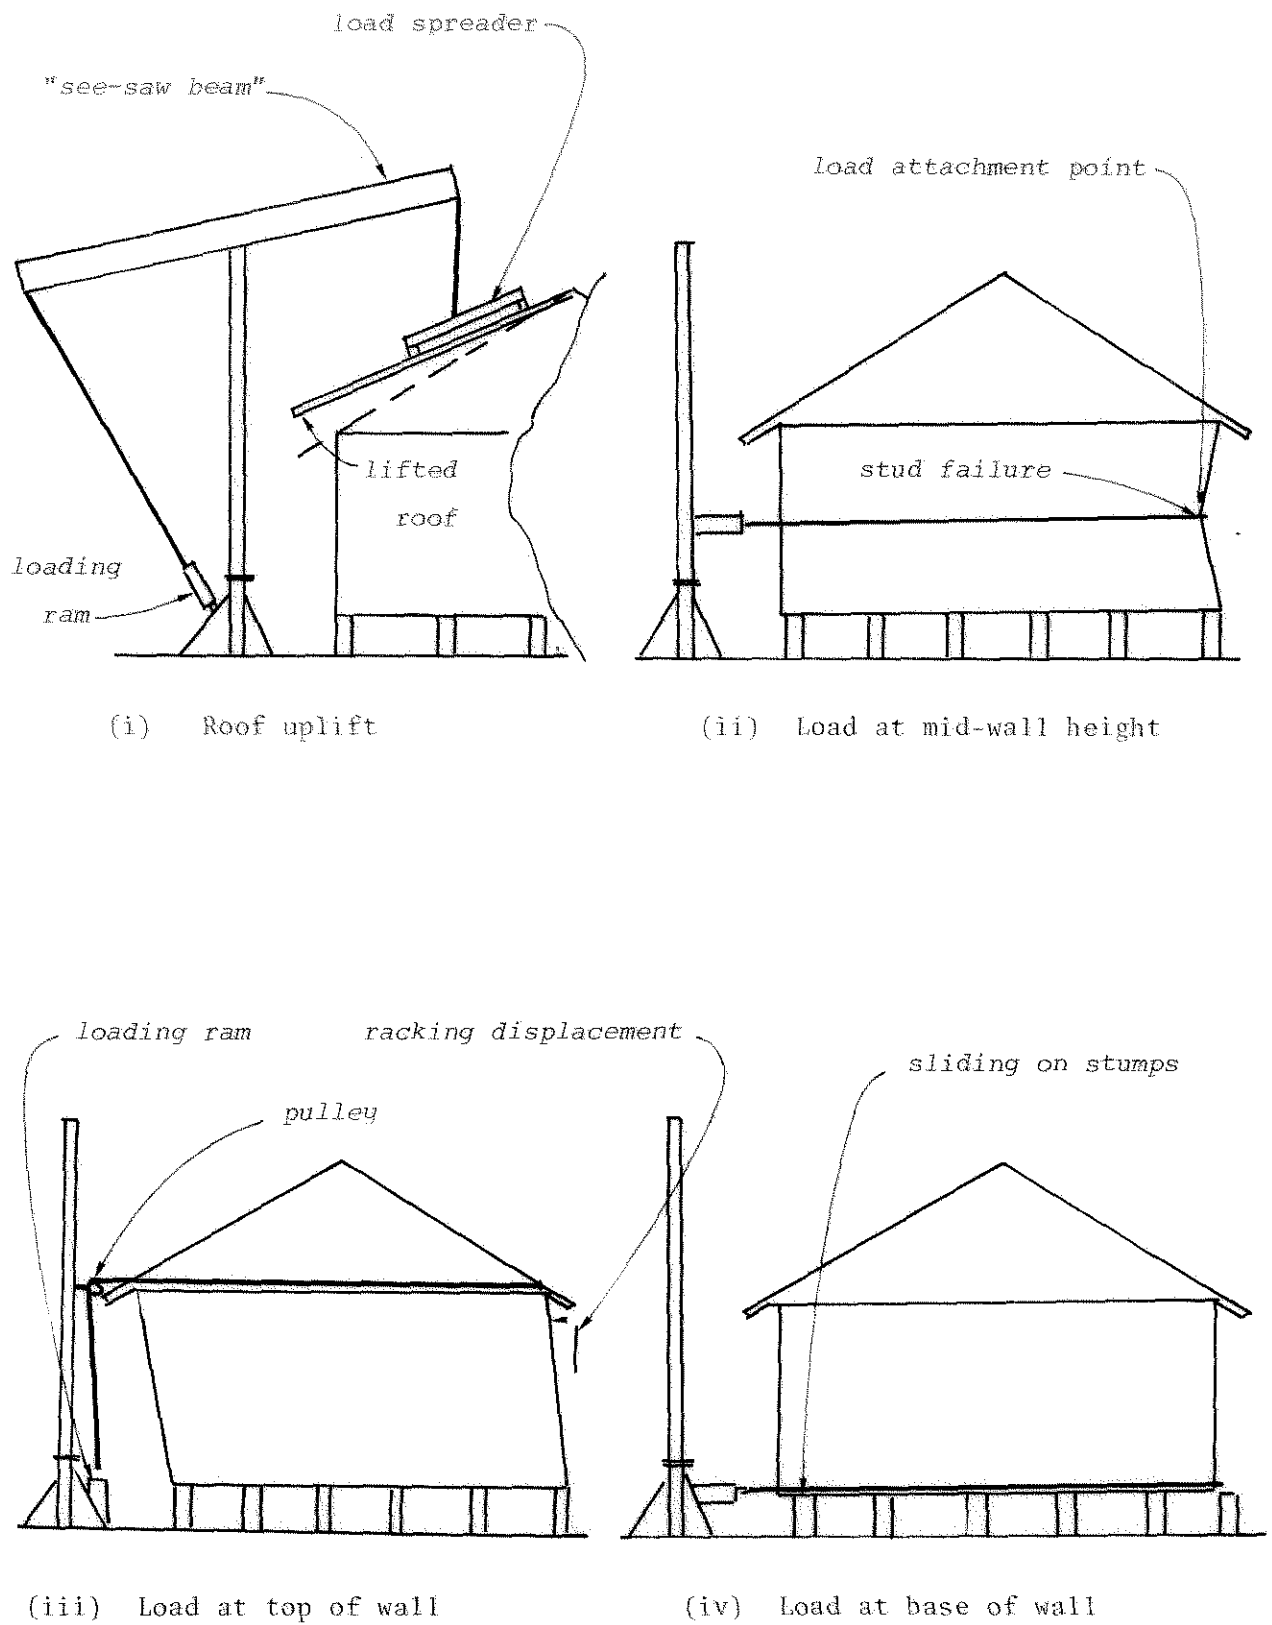 load spreader
"see-saw beam"
load attachment point
stud failure
lifted
roof
loading
ram
(i) Roof uplift
(ii) Load at mid-wall height
loading ram
racking displacement
sliding on stumps
pulley
(iii) Load at top of wall
(iv) Load at base of wall